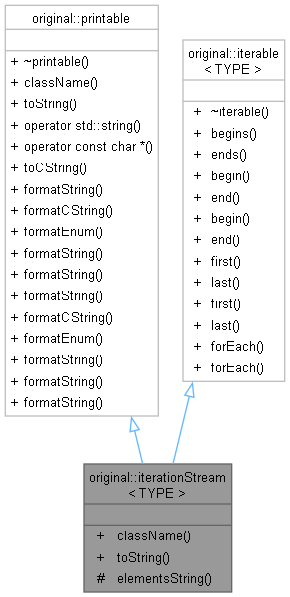 original::printable
+ ~printable()
+ className()
+ toString()
+ operator std::string()
+ operator const char *()
+ toCString()
+ formatString()
+ formatCString()
+ formatEnum()
+ formatString()
+ formatString()
+ formatString()
+ formatCString()
+ formatEnum()
+ formatString()
+ formatString()
+ formatString()
original::iterable
< TYPE >
+ ~iterable()
+ begins()
+ ends()
+ begin()
+ end()
+ begin()
+ end()
+ first()
+ last()
+ first()
+ last()
+ forEach()
+ forEach()
original::iterationStream
< TYPE >
+ className()
+ toString()
# elementsString()